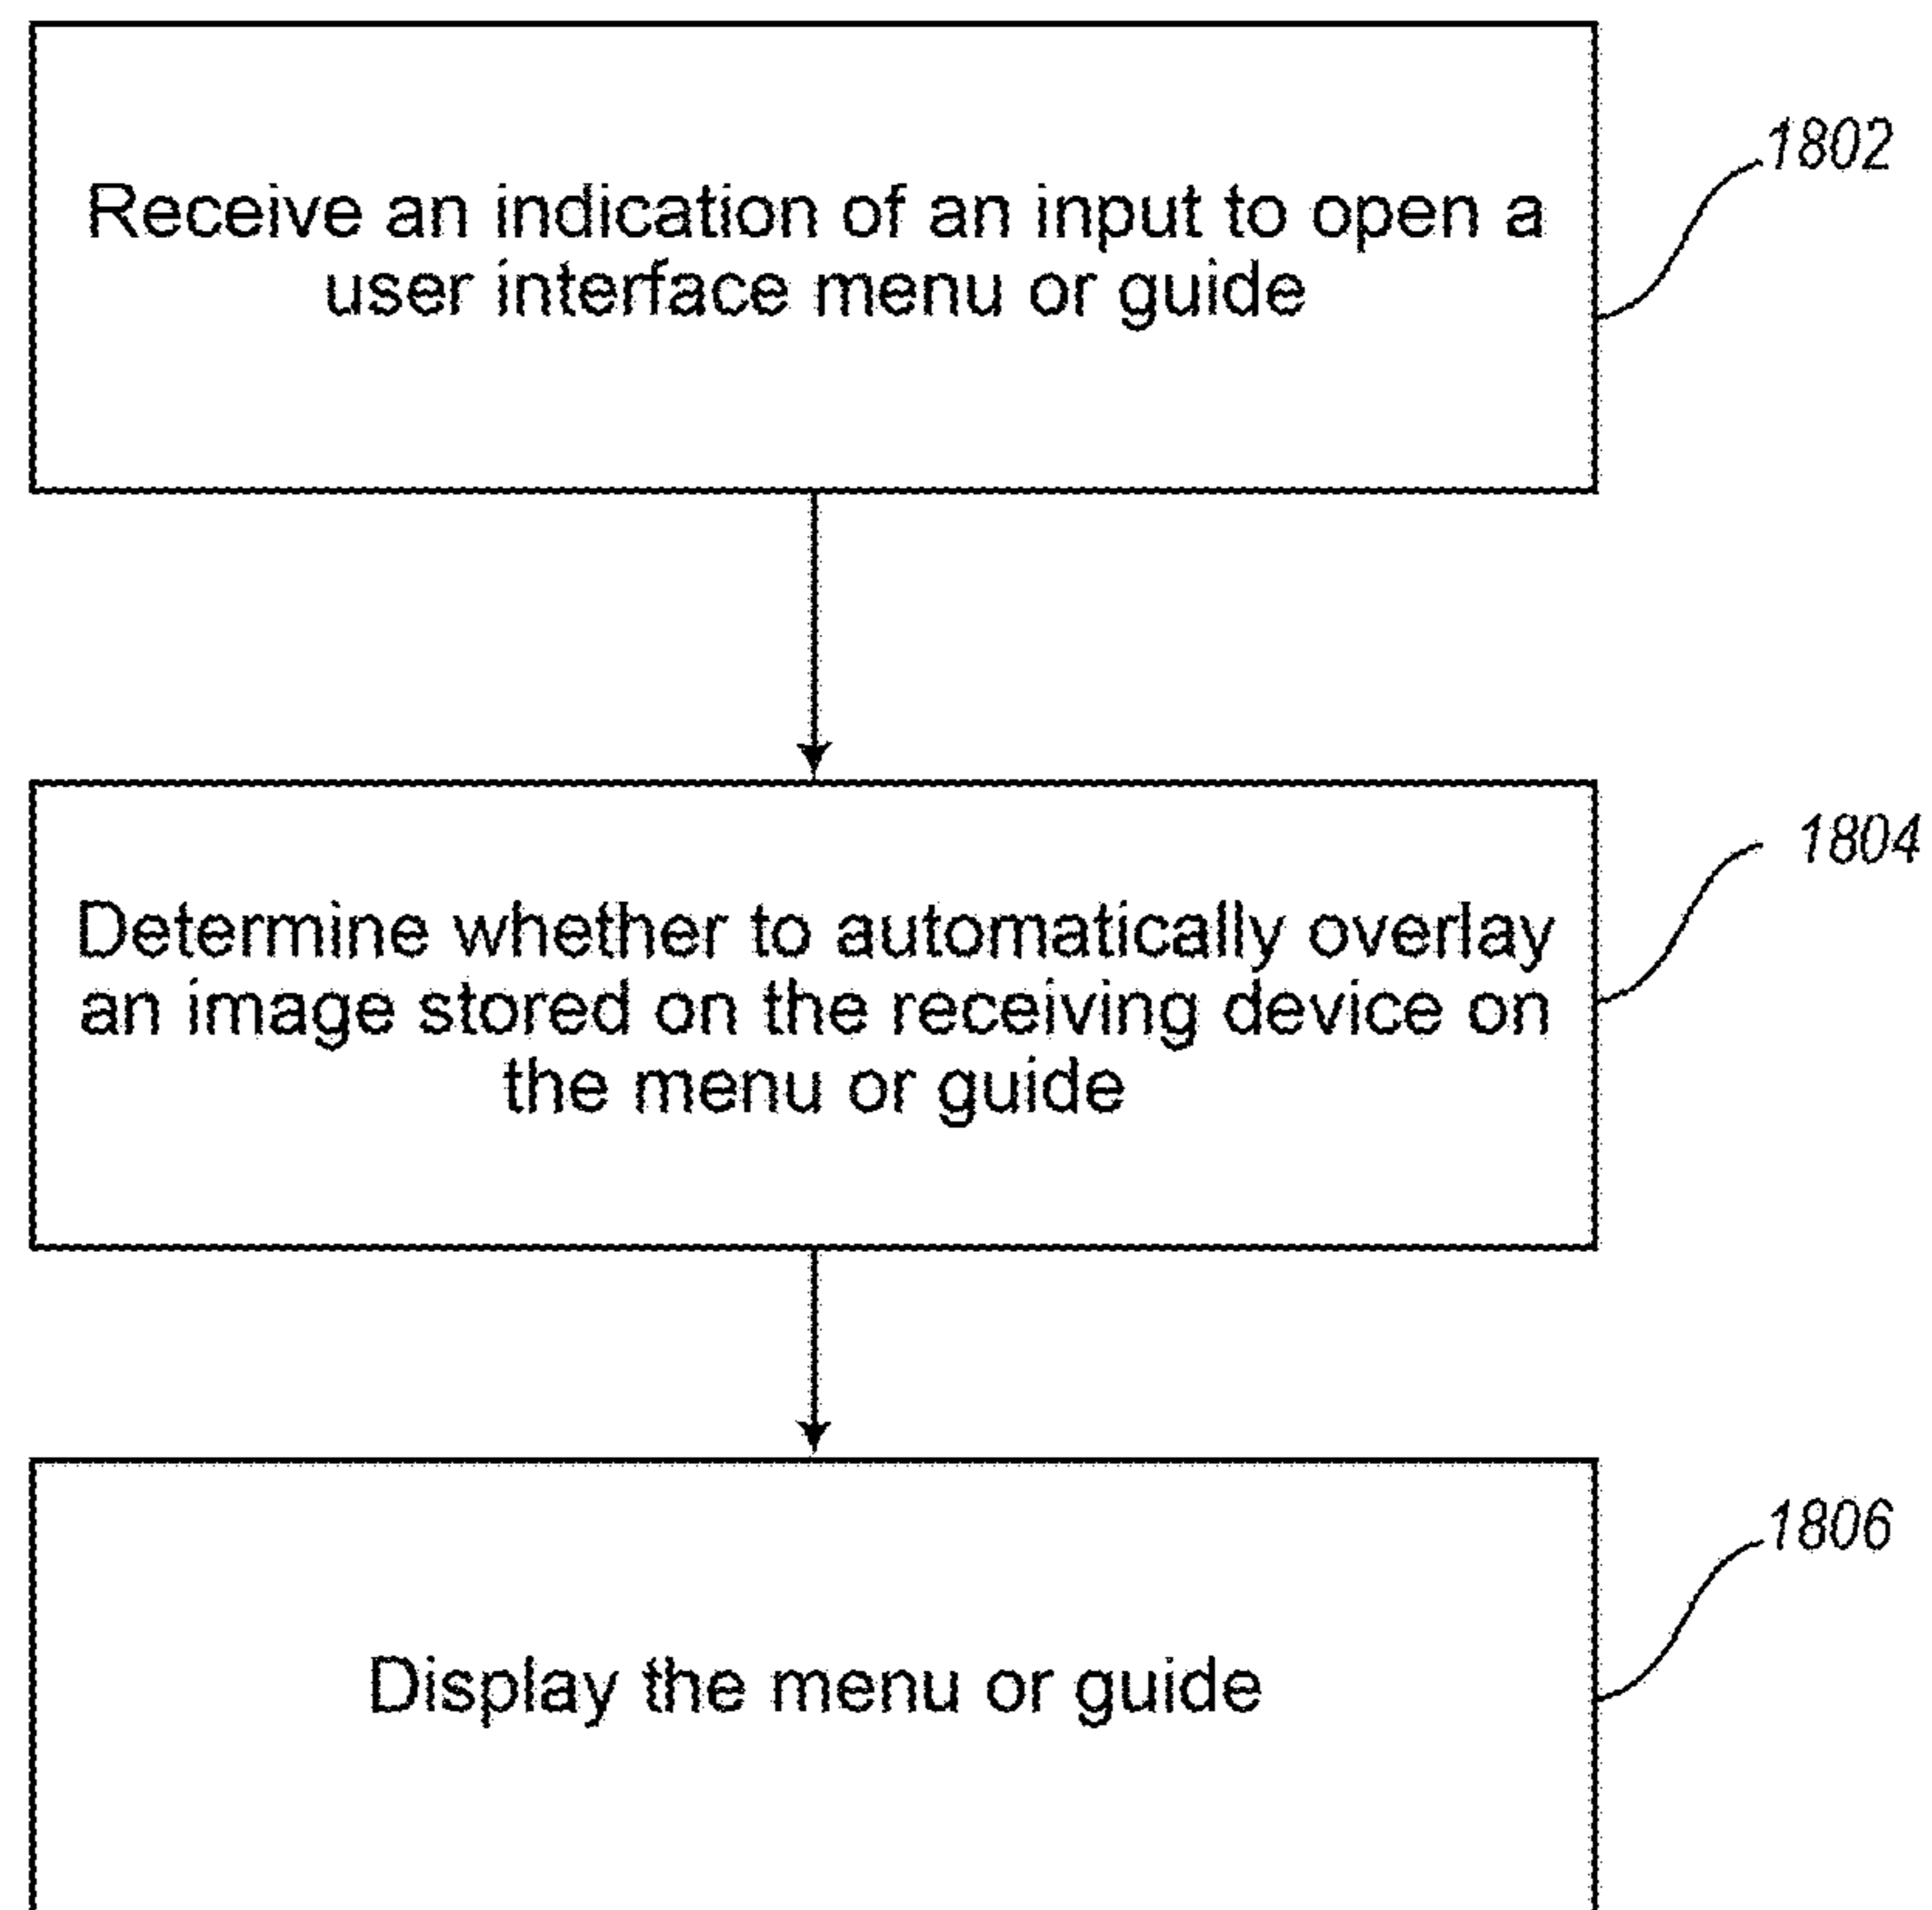 1802
Receive an indication of an input to open a
user interface menu or guide
1804
Determine whether to automatically overlay
an image stored on the receiving device on
the menu or guide
1806
Display the menu or guide